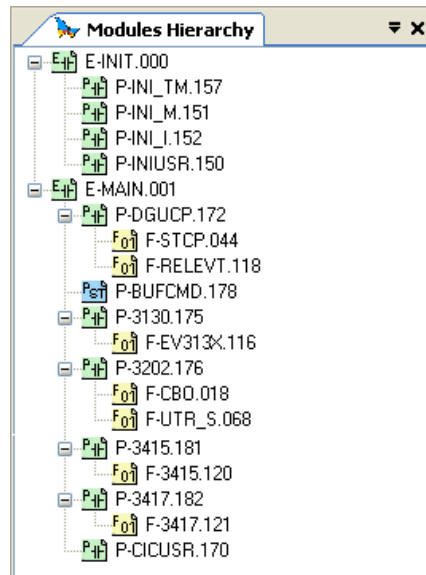 Modules Hierarchy
E-INIT.000
P-INI_TM.157
P-INI_M.151
P-INI_I.152
P-INIUSR.150
E-MAIN.001
P-DGUCP.172
F-STCP.044
F-RELEVT.118
P-BUFCMD.178
P-3130.175
F-EV313X.116
P-3202.176
F-CBO.018
F-UTR_S.068
P-3415.181
F-3415.120
P-3417.182
F-3417.121
P-CICUSR.170